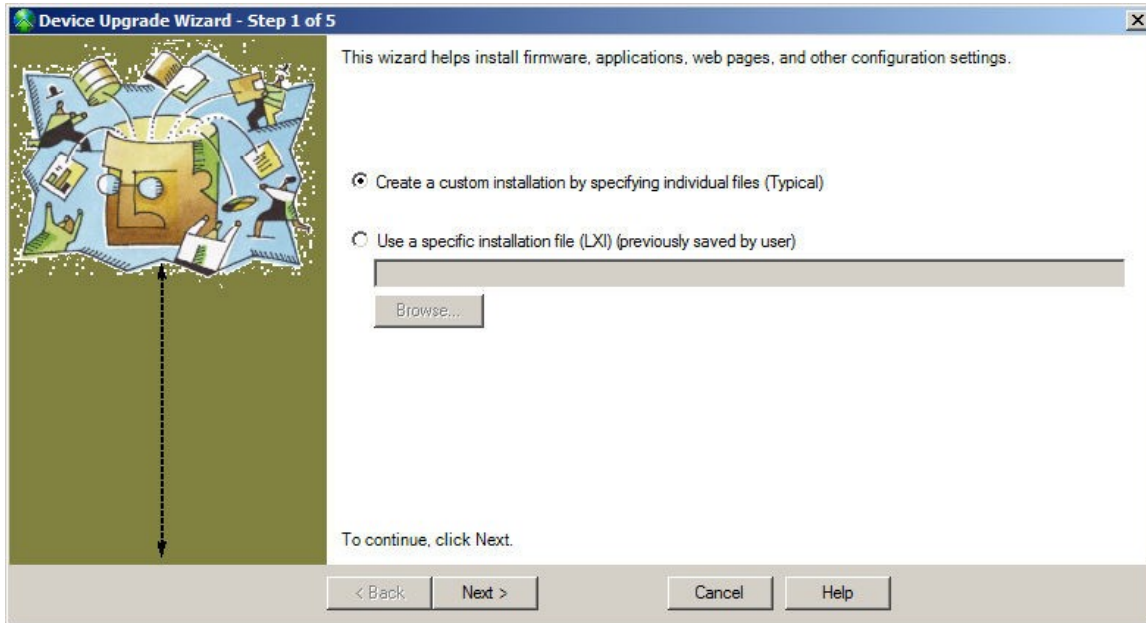 Device Upgrade Wizard - Step 1 of 5
This wizard helps install firmware, applications, web pages, and other configuration settings.
Create a custom installation by specifying individual files (Typical)
Use a specific installation file (LXI) (previously saved by user)
Browse...
To continue, click Next.
< Back
Next >
Cancel
Help